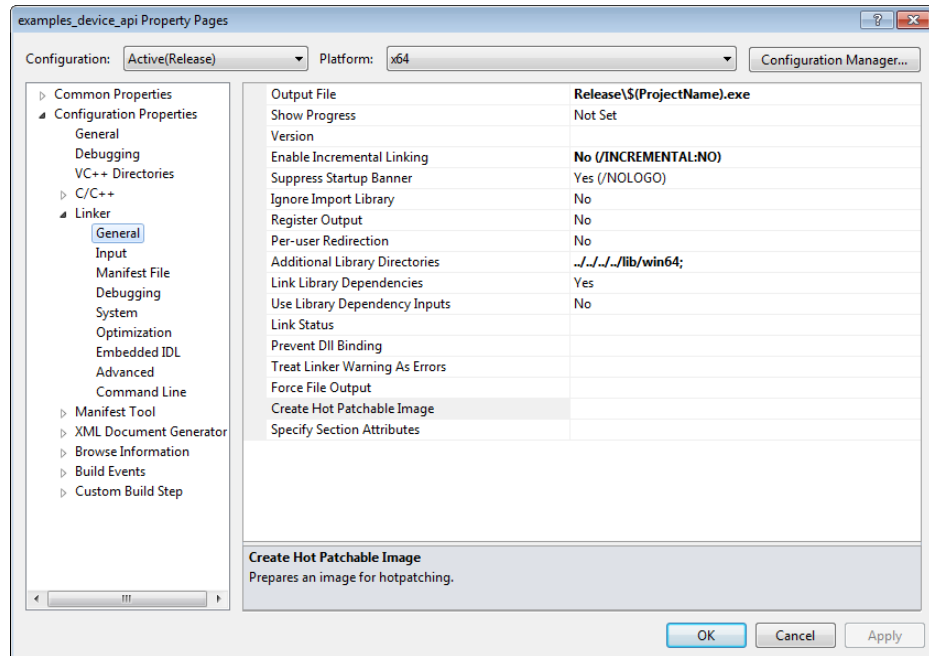 examples_device_api Property Pages
Configuration: Active(Release) Platform: x64 Configuration Manager...
Common Properties
Configuration Properties
General
Debugging
VC++ Directories
C/C++
Linker
General
Input
Manifest File
Debugging
System
Optimization
Embedded IDL
Advanced
Command Line
Manifest Tool
XML Document Generator
Browse Information
Build Events
Custom Build Step
Output File Release\$(ProjectName).exe
Show Progress Not Set
Version
Enable Incremental Linking No (/INCREMENTAL:NO)
Suppress Startup Banner Yes (/NOLOGO)
Ignore Import Library No
Register Output No
Per-user Redirection No
Additional Library Directories ../../../../lib/win64;
Link Library Dependencies Yes
Use Library Dependency Inputs No
Link Status
Prevent Dll Binding
Treat Linker Warning As Errors
Force File Output
Create Hot Patchable Image
Specify Section Attributes
Create Hot Patchable Image
Prepares an image for hotpatching.
OK Cancel Apply